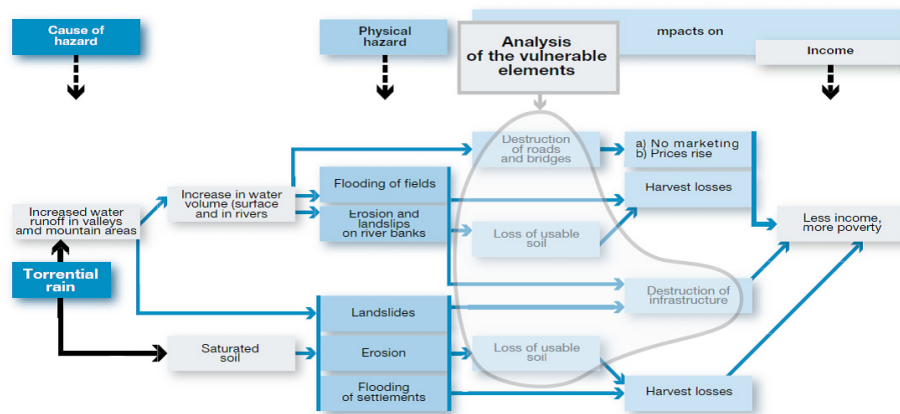 Cause of
hazard
Physical
hazard
Analysis
of the vulnerable
elements
mpacts on
Income
Destruction
of roads
and bridges
a) No marketing
b) Prices rise
Flooding of fields
Harvest losses
Increase in water
volume (surface
and in rivers
Increased water
runoff in valleys
amd mountain areas
Erosion and
landslips
on river banks
Loss of usable
soil
Less income,
more poverty
Torrential
rain
Destruction of
infrastructure
Landslides
Saturated
soil
Erosion
Loss of usable
soil
Flooding
of settlements
Harvest losses